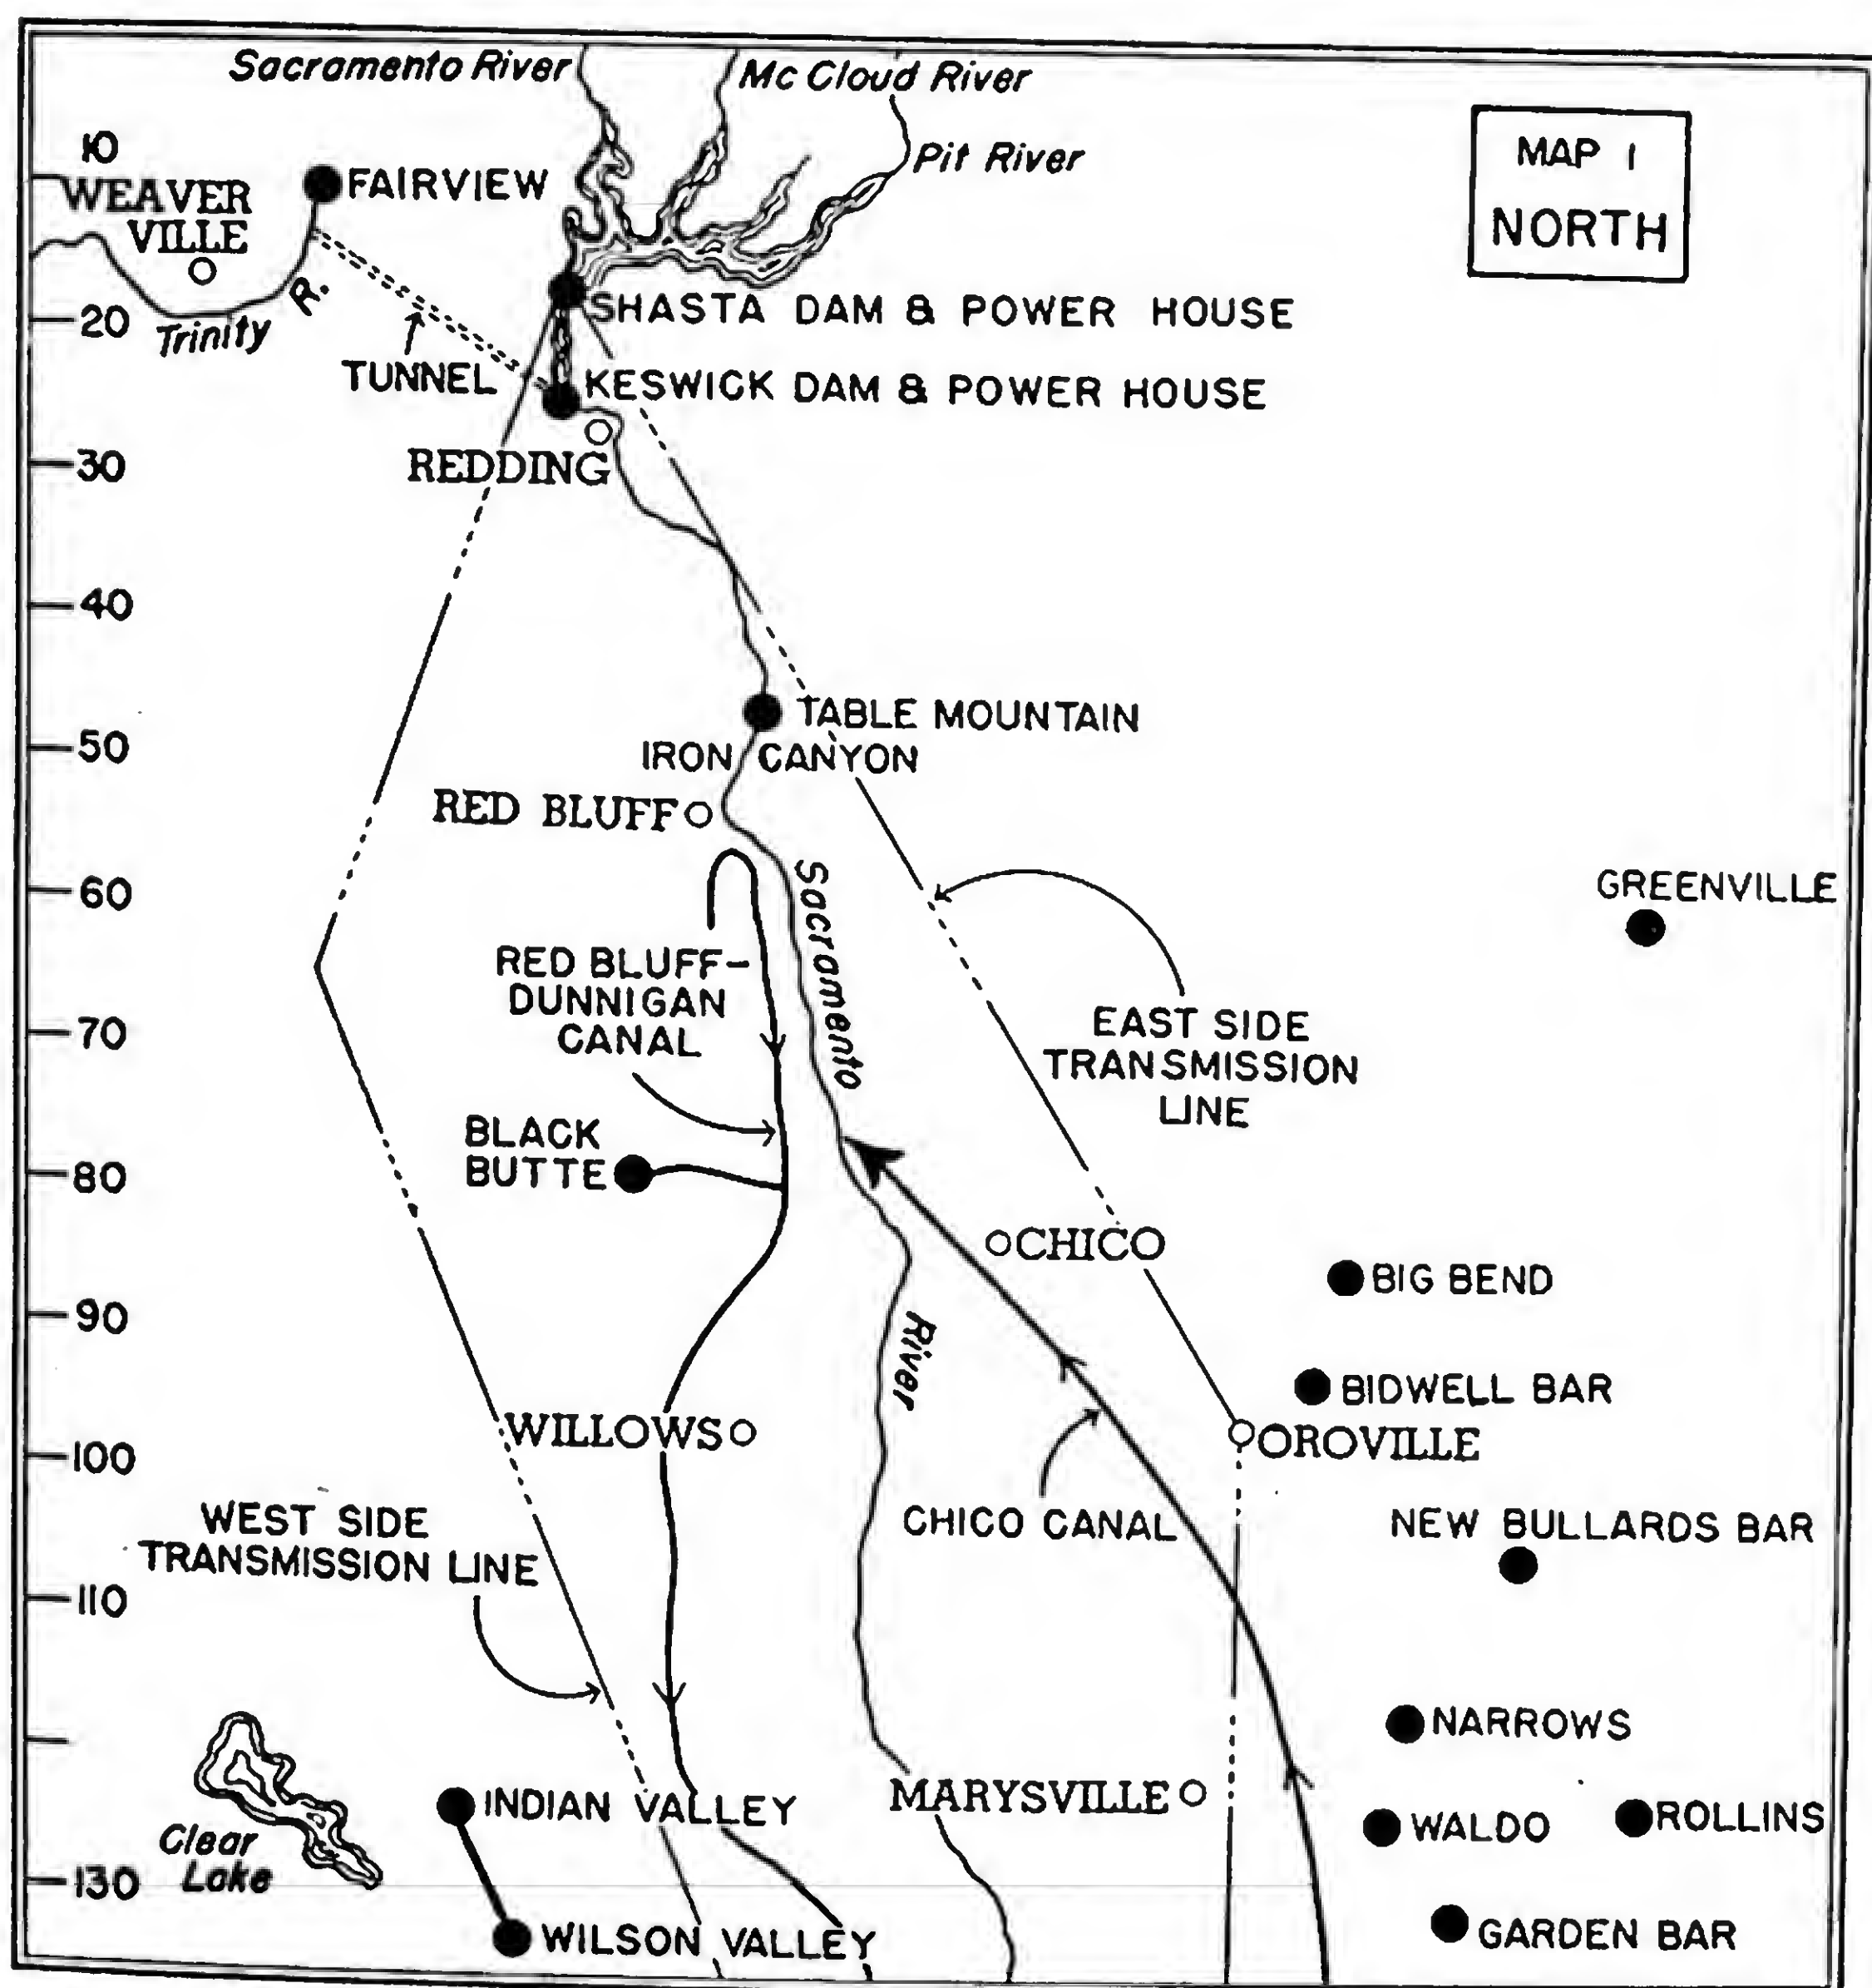 Sacramento River
Mc Cloud River
Pit River
MAP 1
NORTH
10
FAIRVIEW
WEAVER
VILLE
20
Trinity R.
TUNNEL
SHASTA DAM & POWER HOUSE
KESWICK DAM & POWER HOUSE
30
REDDING
40
TABLE MOUNTAIN
50
IRON CANYON
RED BLUFF
60
Sacramento
GREENVILLE
RED BLUFF-
DUNNIGAN
CANAL
70
EAST SIDE
TRANSMISSION
LINE
BLACK
BUTTE
80
CHICO
BIG BEND
90
River
BIDWELL BAR
WILLOWS
OROVILLE
100
WEST SIDE
TRANSMISSION LINE
CHICO CANAL
NEW BULLARDS BAR
110
NARROWS
INDIAN VALLEY
MARYSVILLE
WALDO
ROLLINS
Clear
Lake
130
WILSON VALLEY
GARDEN BAR